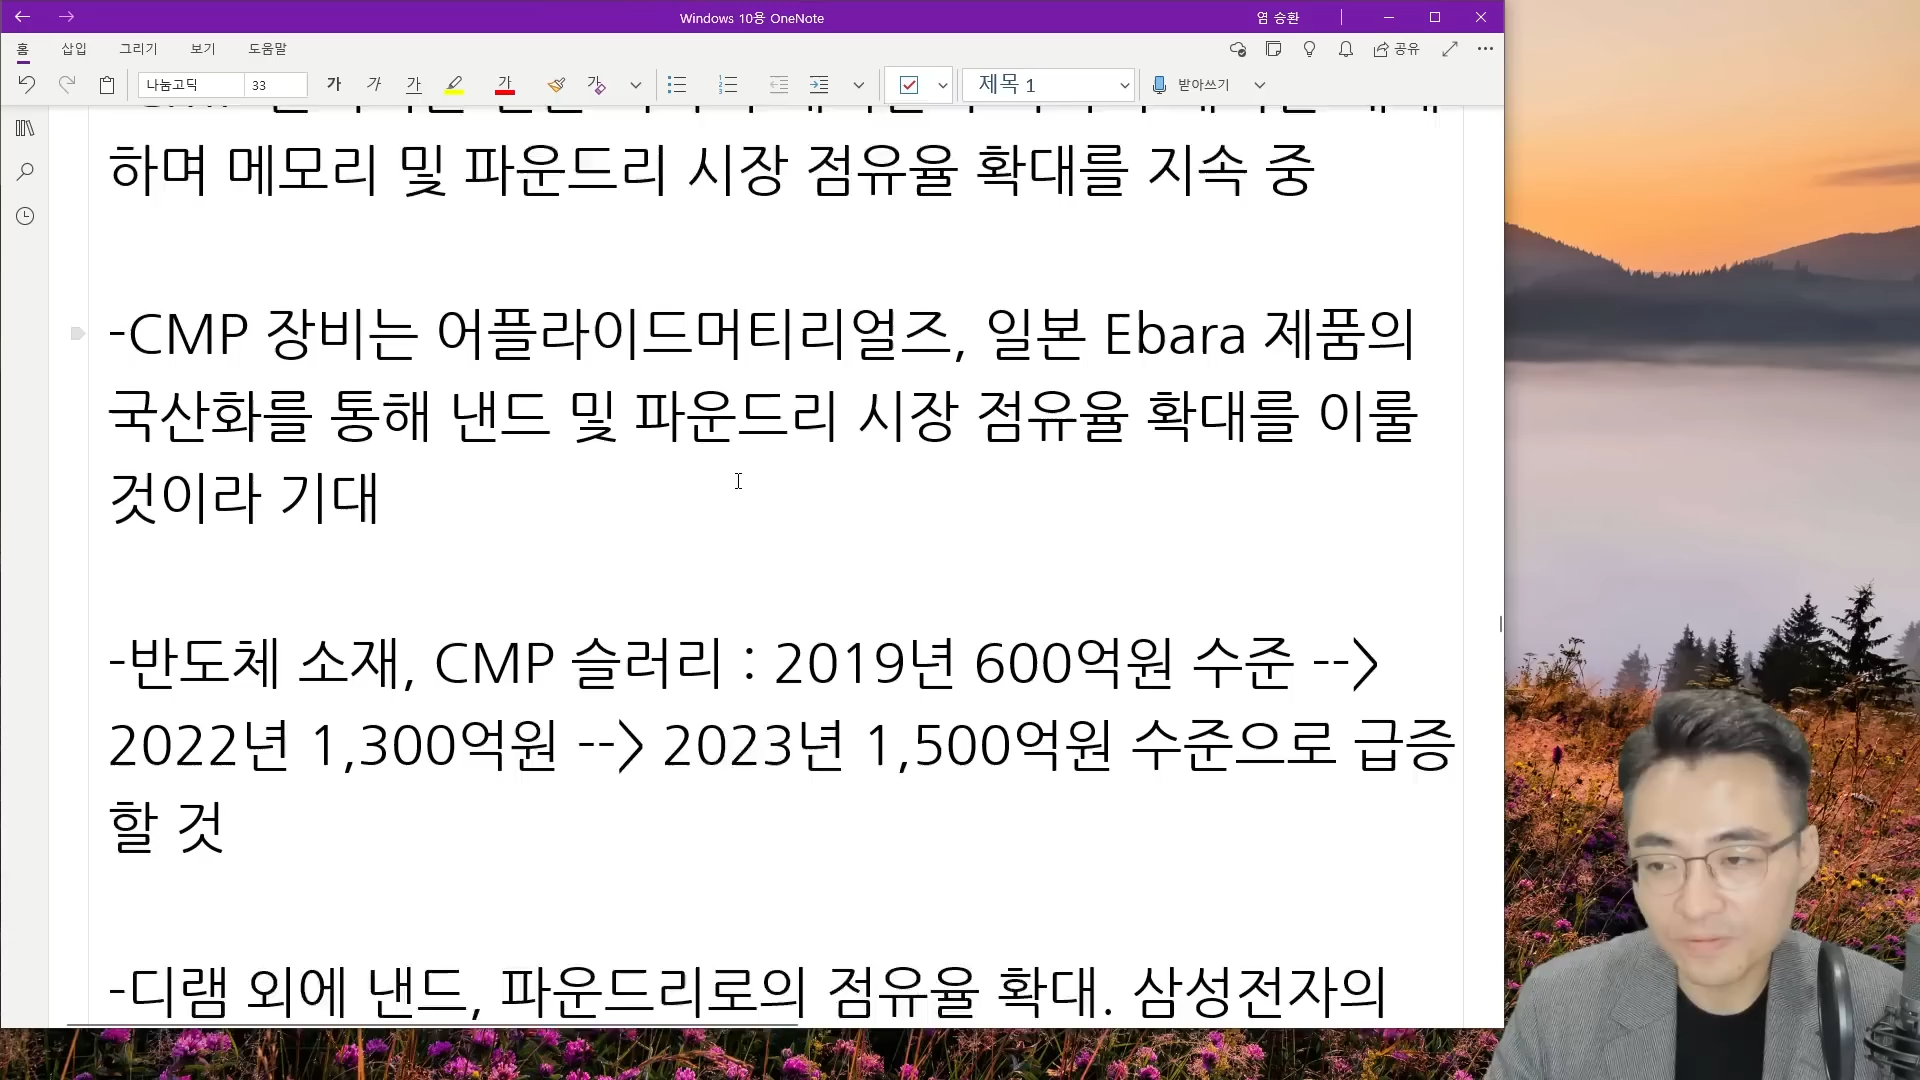 Windows 10용 OneNote
염 승환
홈 삽입 그리기 보기 도움말
공유
나눔고딕 33
가 가 가 가 가
제목 1
받아쓰기
하며 메모리 및 파운드리 시장 점유율 확대를 지속 중
-CMP 장비는 어플라이드머티리얼즈, 일본 Ebara 제품의
국산화를 통해 낸드 및 파운드리 시장 점유율 확대를 이룰
것이라 기대
-반도체 소재, CMP 슬러리 : 2019년 600억원 수준 -->
2022년 1,300억원 --> 2023년 1,500억원 수준으로 급증
할 것
-디램 외에 낸드, 파운드리로의 점유율 확대. 삼성전자의